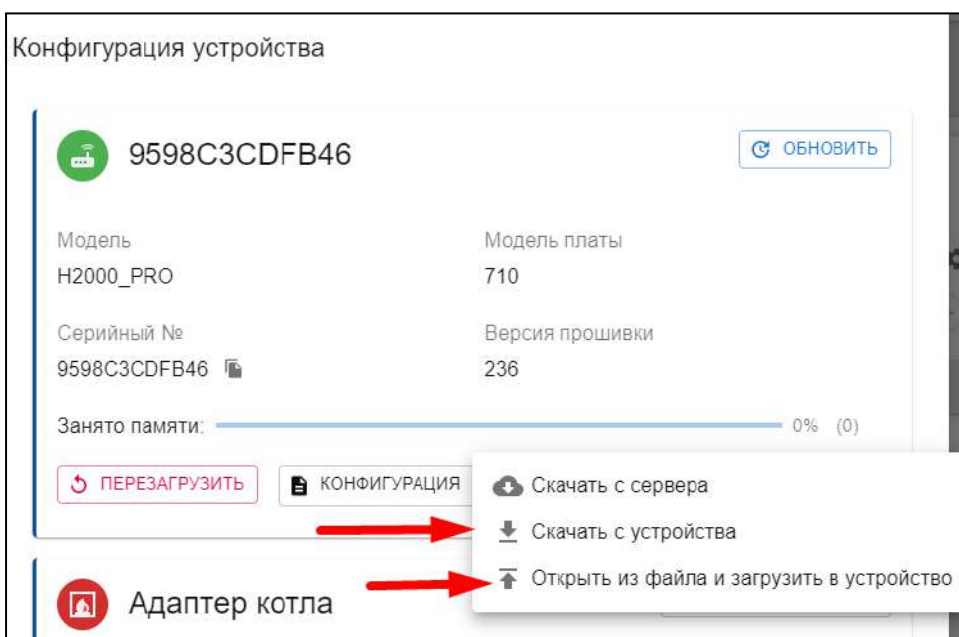 Конфигурация устройства
9598C3CDFB46
ОБНОВИТЬ
Модель
Модель платы
H2000_PRO
710
Серийный №
Версия прошивки
9598C3CDFB46
236
Занято памяти:
0% (0)
ПЕРЕЗАГРУЗИТЬ
КОНФИГУРАЦИЯ
Скачать с сервера
Скачать с устройства
Открыть из файла и загрузить в устройство
Адаптер котла